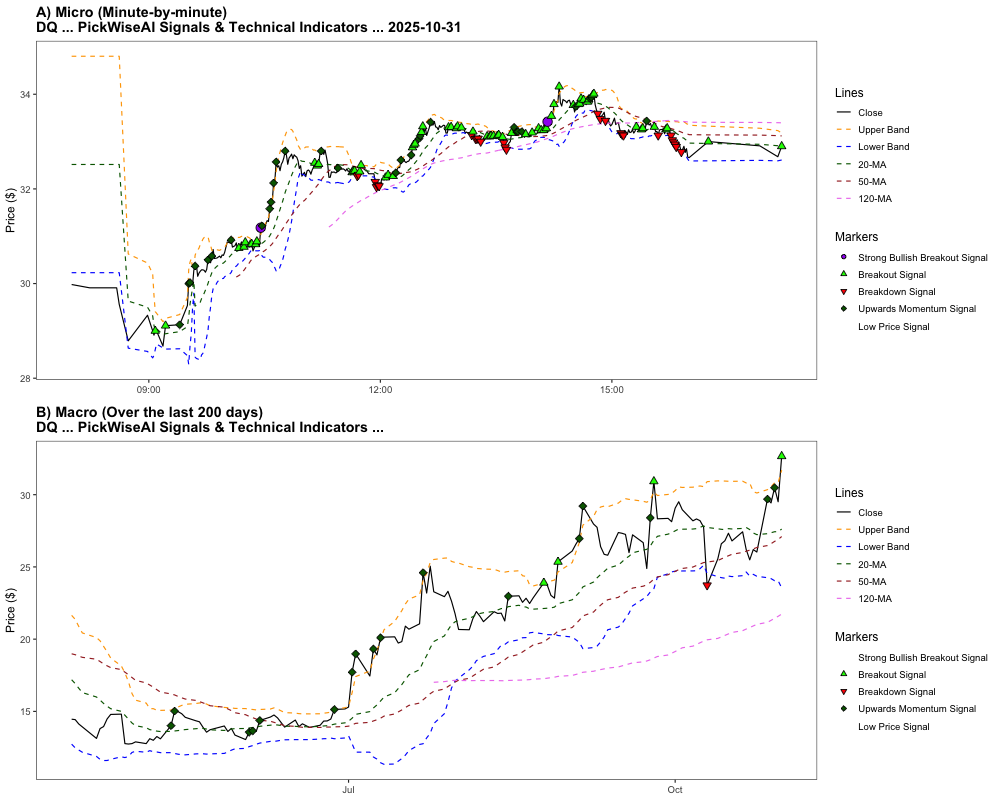 A) Micro (Minute-by-minute)
DQ ... PickWiseAI Signals & Technical Indicators ... 2025-10-31
Price ($)
34
32
30
28
09:00
12:00
15:00
Lines
Close
Upper Band
Lower Band
20-MA
50-MA
120-MA
Markers
Strong Bullish Breakout Signal
Breakout Signal
Breakdown Signal
Upwards Momentum Signal
Low Price Signal
B) Macro (Over the last 200 days)
DQ ... PickWiseAI Signals & Technical Indicators ...
Price ($)
30
25
20
15
Jul
Oct
Lines
Close
Upper Band
Lower Band
20-MA
50-MA
120-MA
Markers
Strong Bullish Breakout Signal
Breakout Signal
Breakdown Signal
Upwards Momentum Signal
Low Price Signal